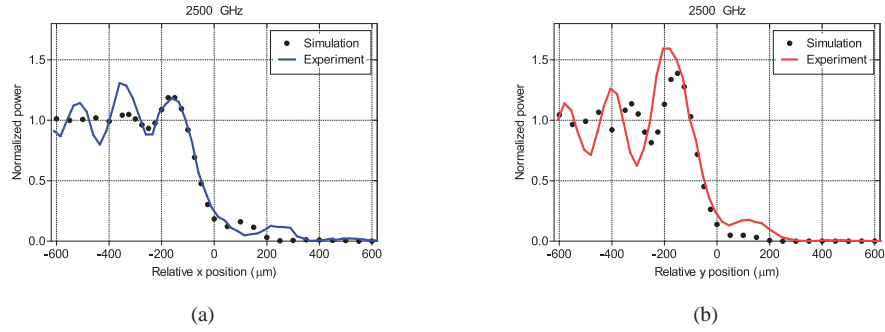 2500 GHz
1.5
1.0
0.5
0.0
Normalized power
Simulation
Experiment
-600 -400 -200 0 200 400 600
Relative x position (μm)
(a)
2500 GHz
1.5
1.0
0.5
0.0
Normalized power
Simulation
Experiment
-600 -400 -200 0 200 400 600
Relative y position (μm)
(b)